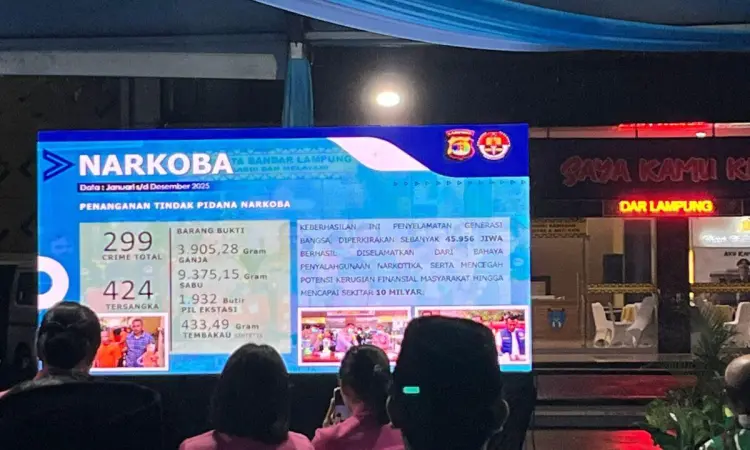 NARKOBA
TA BANDAR LAMPUNG
Data : Januari s/d Desember 2025
PENANGANAN TINDAK PIDANA NARKOBA
299
CRIME TOTAL
424
TERSANGKA
BARANG BUKTI
3.905,28 Gram
GANJA
9.375,15 Gram
SABU
1.932 Butir
PIL EKSTASI
433,49 Gram
TEMBAKAU
KEBERHASILAN INI PENYELAMATAN GENERASI
BANGSA, DIPERKIRAKAN SEBANYAK 45.956 JIWA
BERHASIL DISELAMATKAN DARI BAHAYA
PENYALAHGUNAAN NARKOTIKA, SERTA MENCEGAH
POTENSI KERUGIAN FINANSIAL MASYARAKAT HINGGA
MENCAPAI SEKITAR 10 MILYAR;
SAYA KAMU K
DAR LAMPUNG